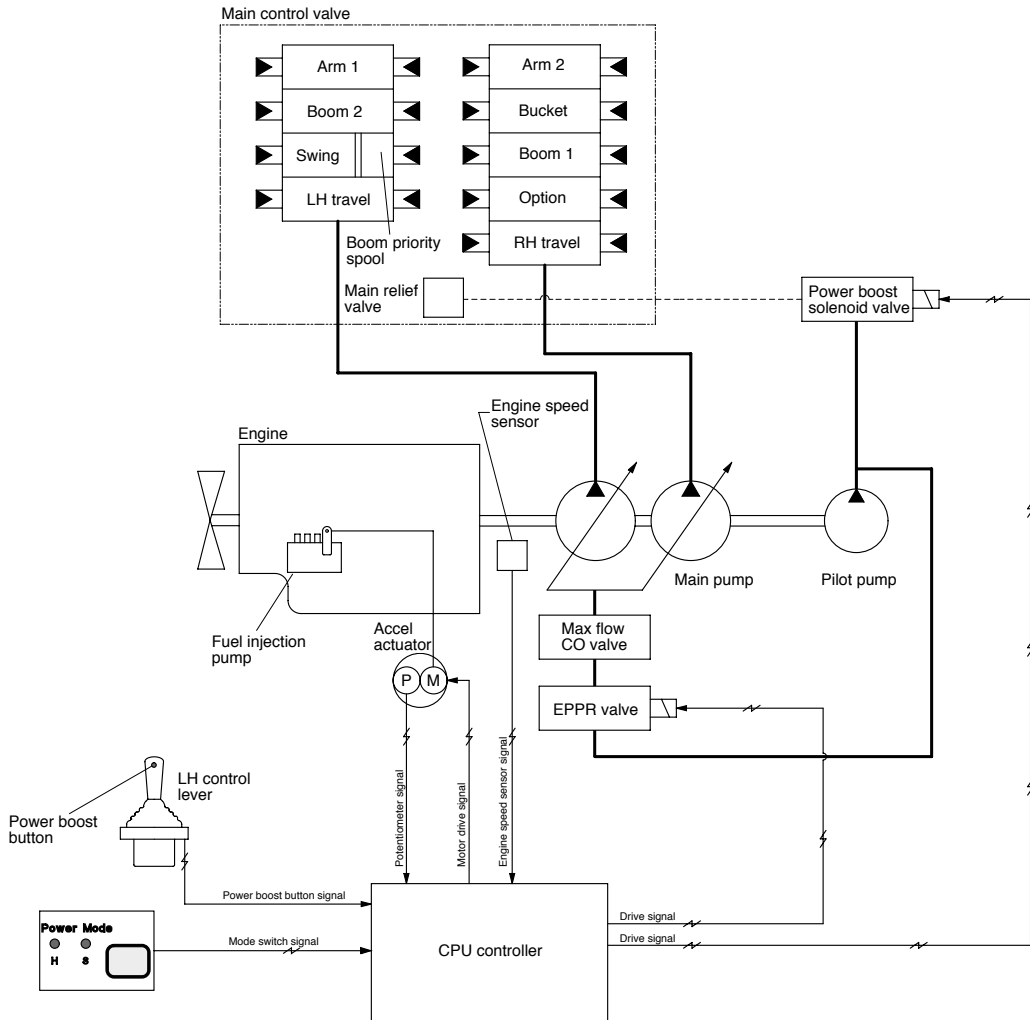 Main control valve
Arm 1
Arm 2
Boom 2
Bucket
Swing
Boom 1
LH travel
Option
Boom priority
spool
RH travel
Main relief
valve
Power boost
solenoid valve
Engine speed
sensor
Engine
Main pump
Pilot pump
Fuel injection
pump
Accel
actuator
Max flow
CO valve
P
M
EPPR valve
LH control
lever
Power boost
button
Potentiometer signal
Motor drive signal
Engine speed sensor signal
Power boost button signal
Mode switch signal
Power Mode
H
S
CPU controller
Drive signal
Drive signal